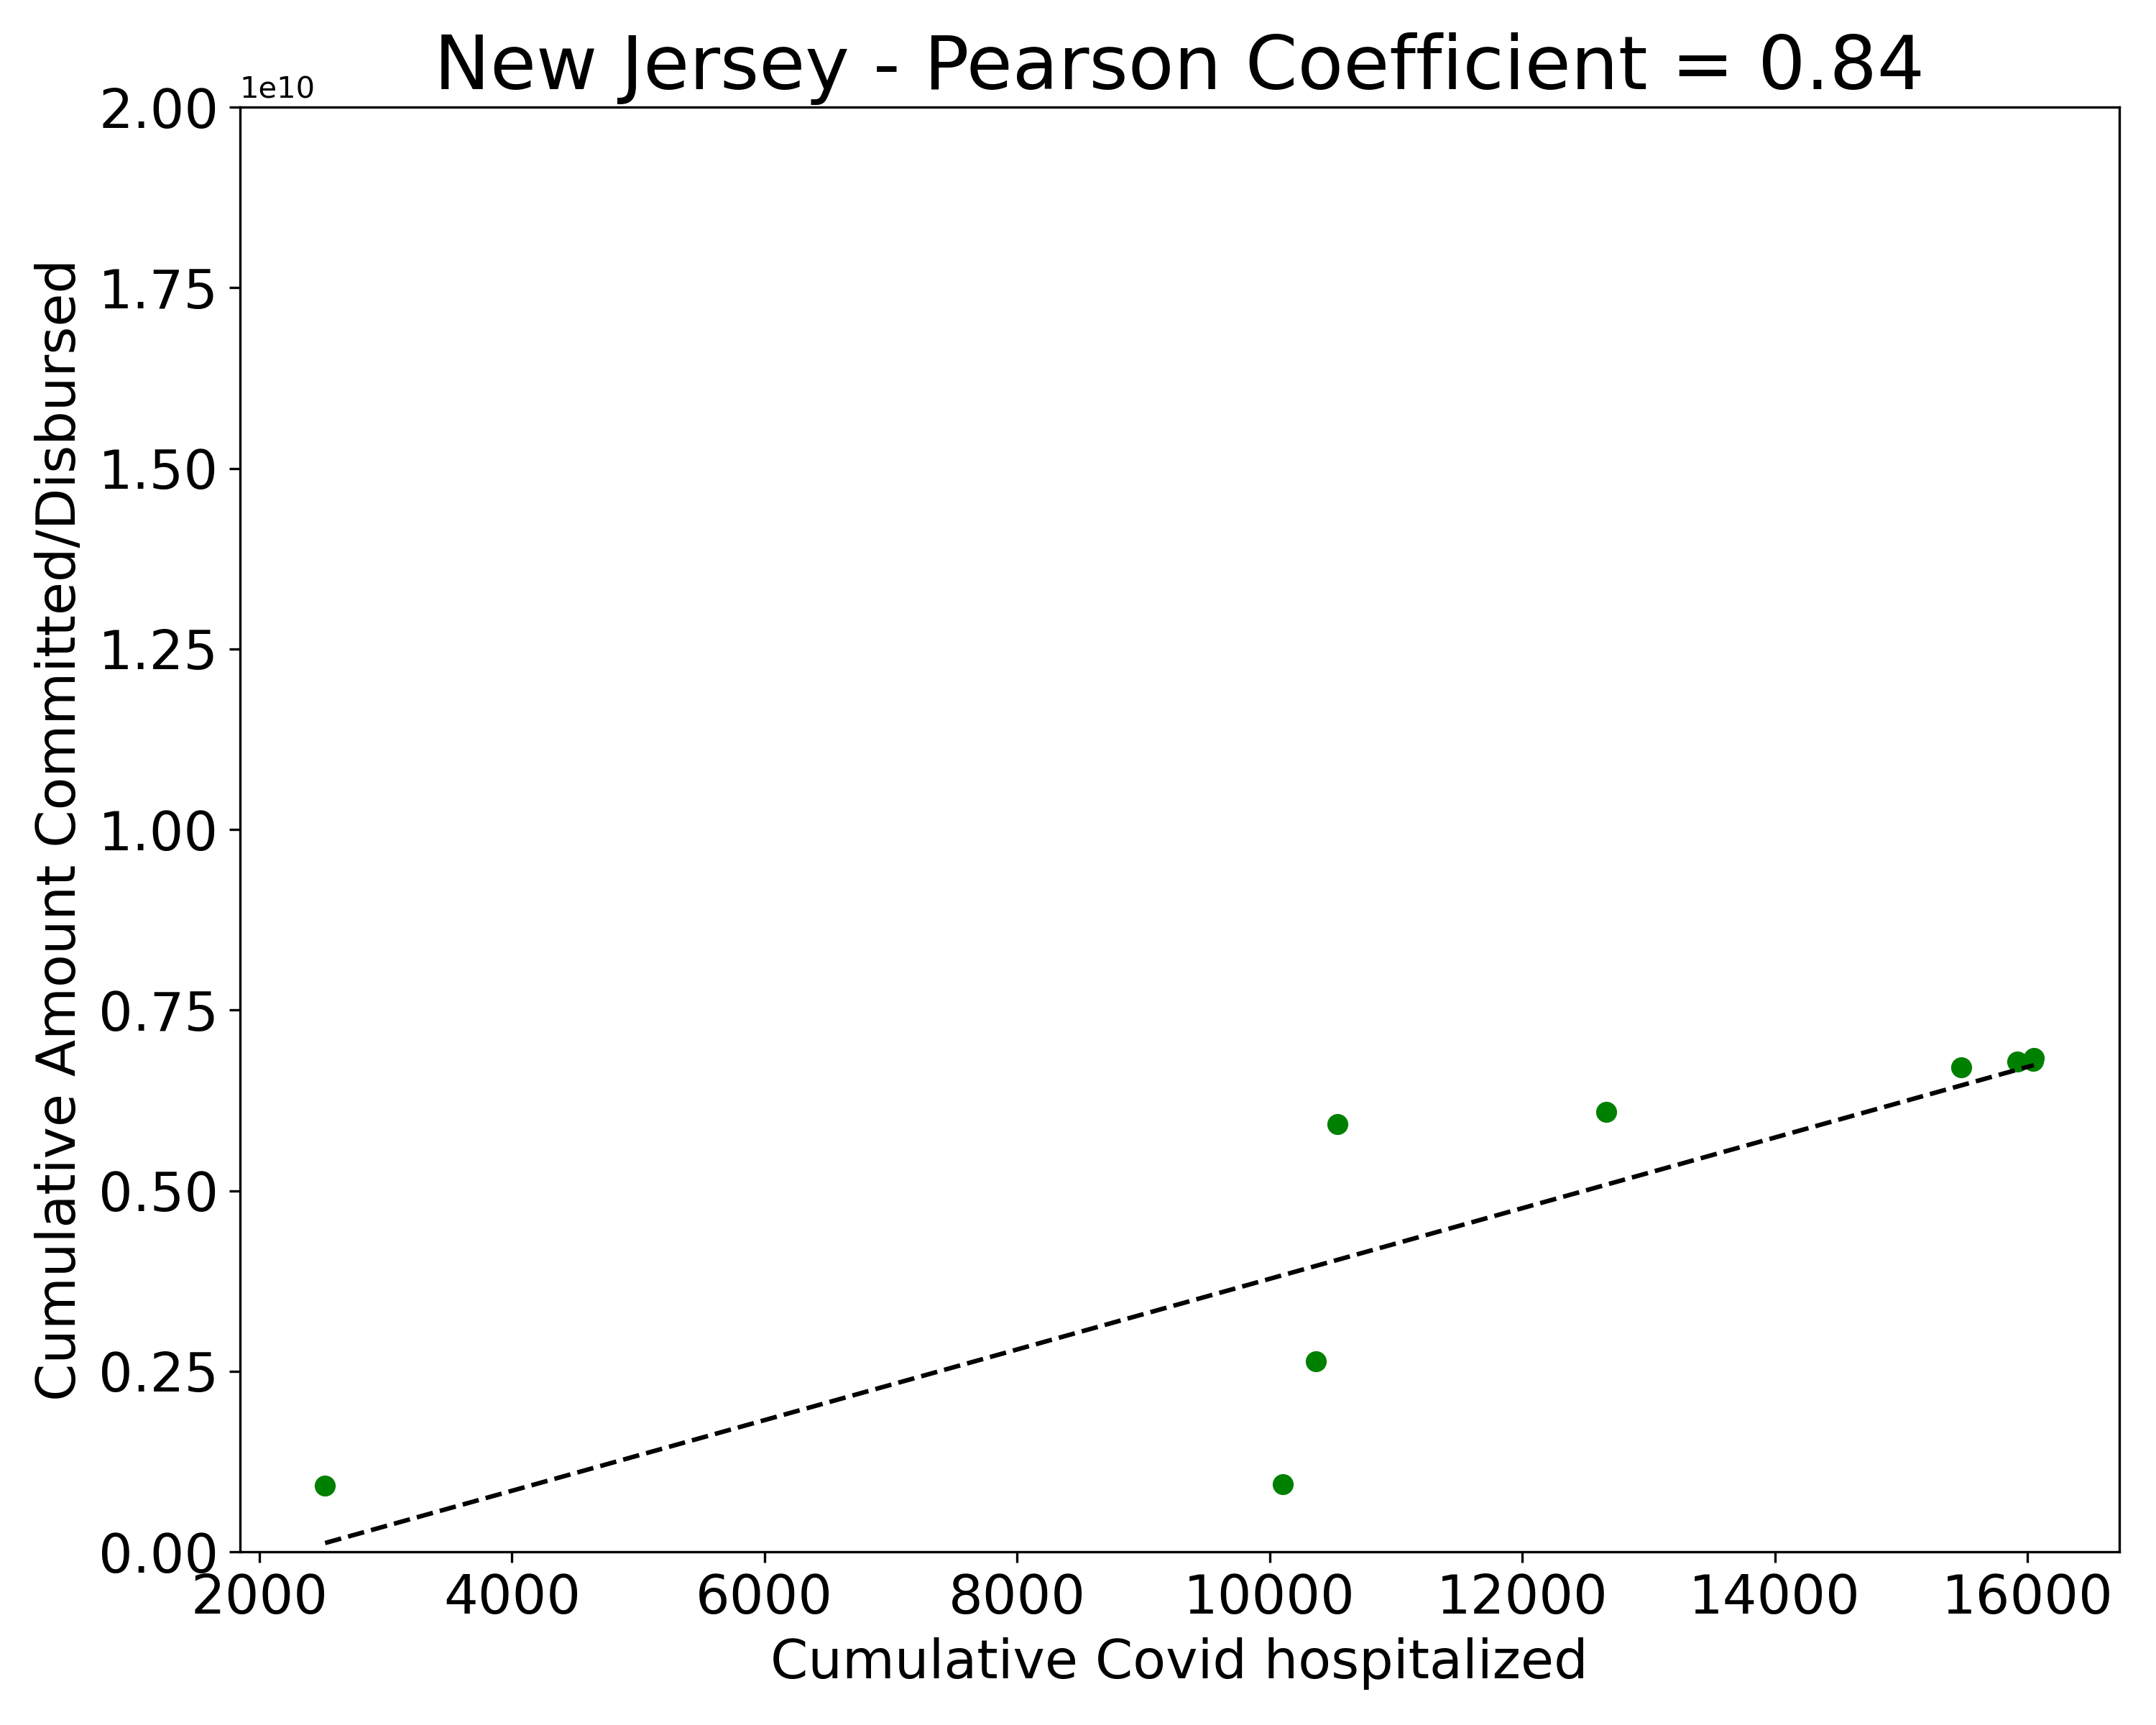 New Jersey - Pearson Coefficient = 0.84
1e10
2.00
1.75
1.50
1.25
1.00
0.75
0.50
0.25
0.00
Cumulative Amount Committed/Disbursed
2000 4000 6000 8000 10000 12000 14000 16000
Cumulative Covid hospitalized